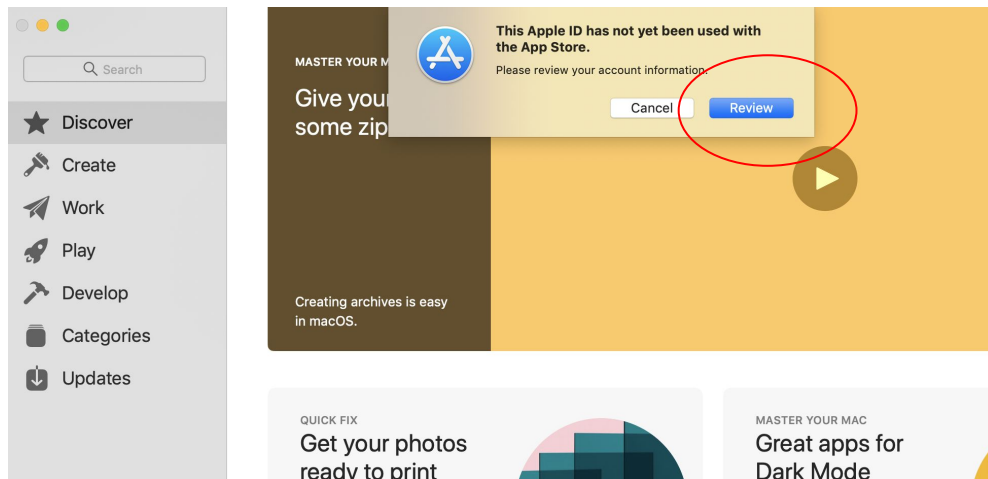 Search
Discover
Create
Work
Play
Develop
Categories
Updates
This Apple ID has not yet been used with
the App Store.
Please review your account information.
Cancel
Review
MASTER YOUR M
Give your
some zip
Creating archives is easy
in macOS.
QUICK FIX
Get your photos
ready to print
MASTER YOUR MAC
Great apps for
Dark Mode